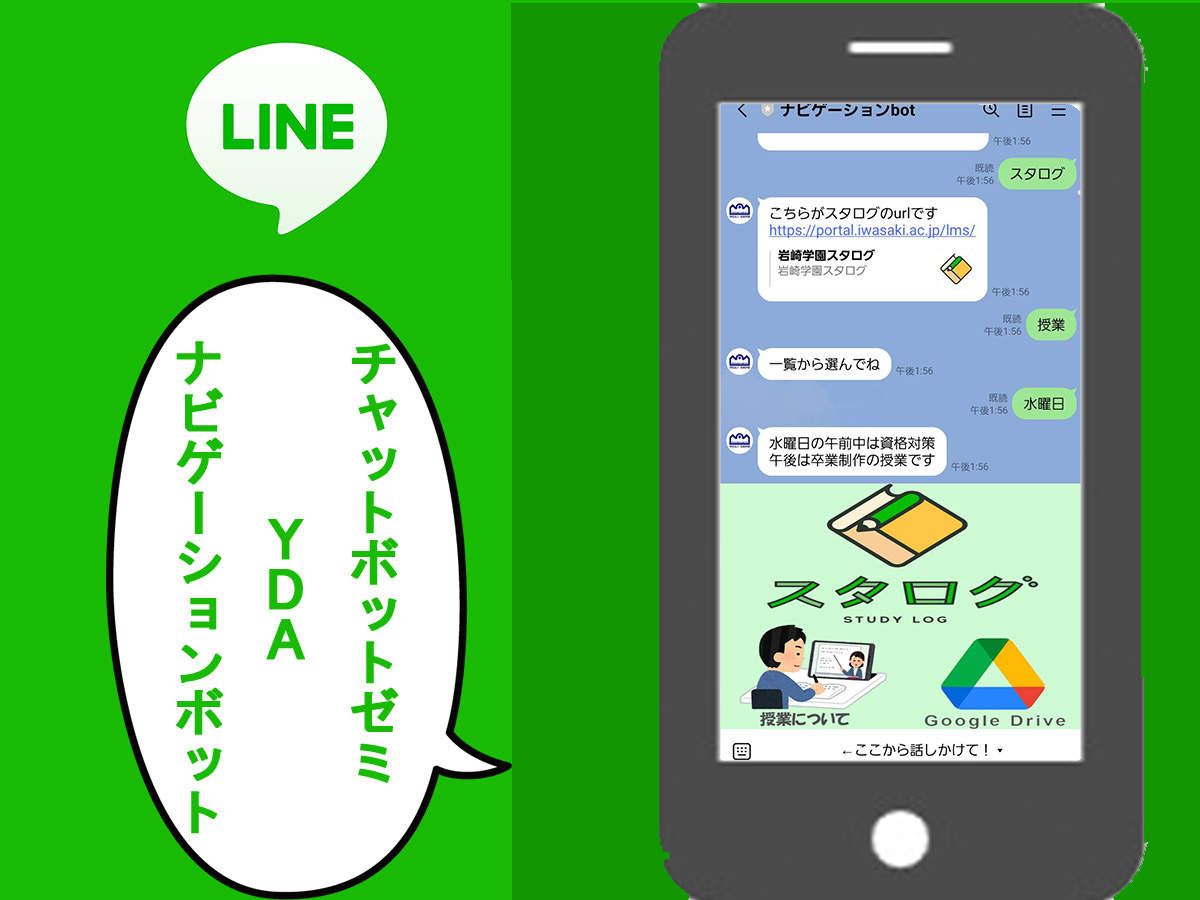 LINE
チャットボットゼミ
YDA
ナビゲーションボット
ナビゲーションbot
午後1:56
既読
午後1:56
スタログ
こちらがスタログのurlです
https://portal.iwasaki.ac.jp/lms/
岩崎学園スタログ
岩崎学園スタログ
午後1:56
既読
午後1:56
授業
一覧から選んでね
午後1:56
既読
午後1:56
水曜日
水曜日の午前中は資格対策
午後は卒業制作の授業です
午後1:56
スタログ
STUDY LOG
授業について
Google Drive
←ここから話しかけて！